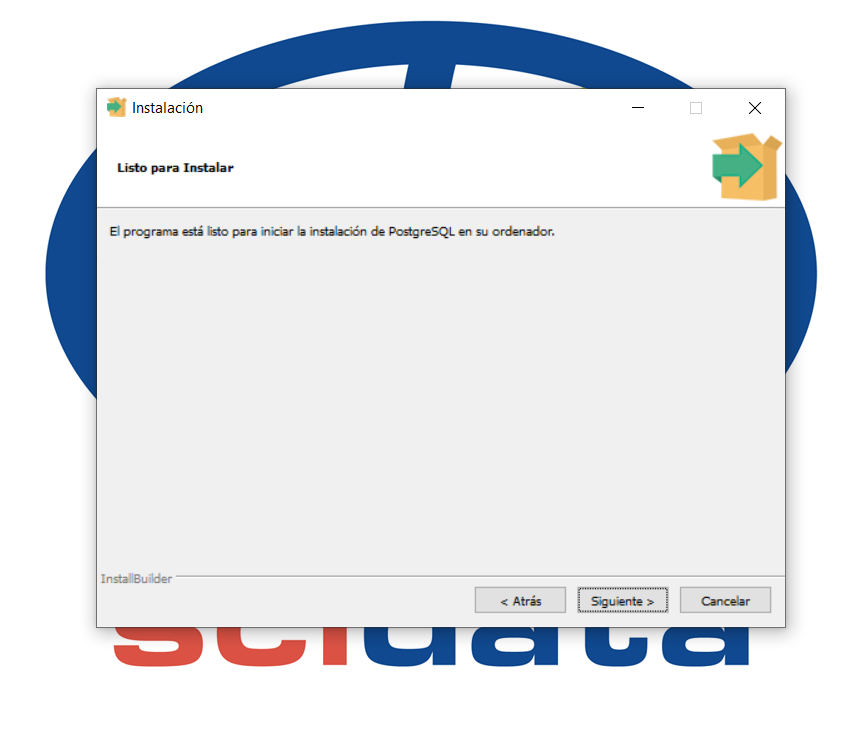 Instalación
Listo para Instalar
El programa está listo para iniciar la instalación de PostgreSQL en su ordenador.
InstallBuilder
< Atrás
Siguiente >
Cancelar
scidata